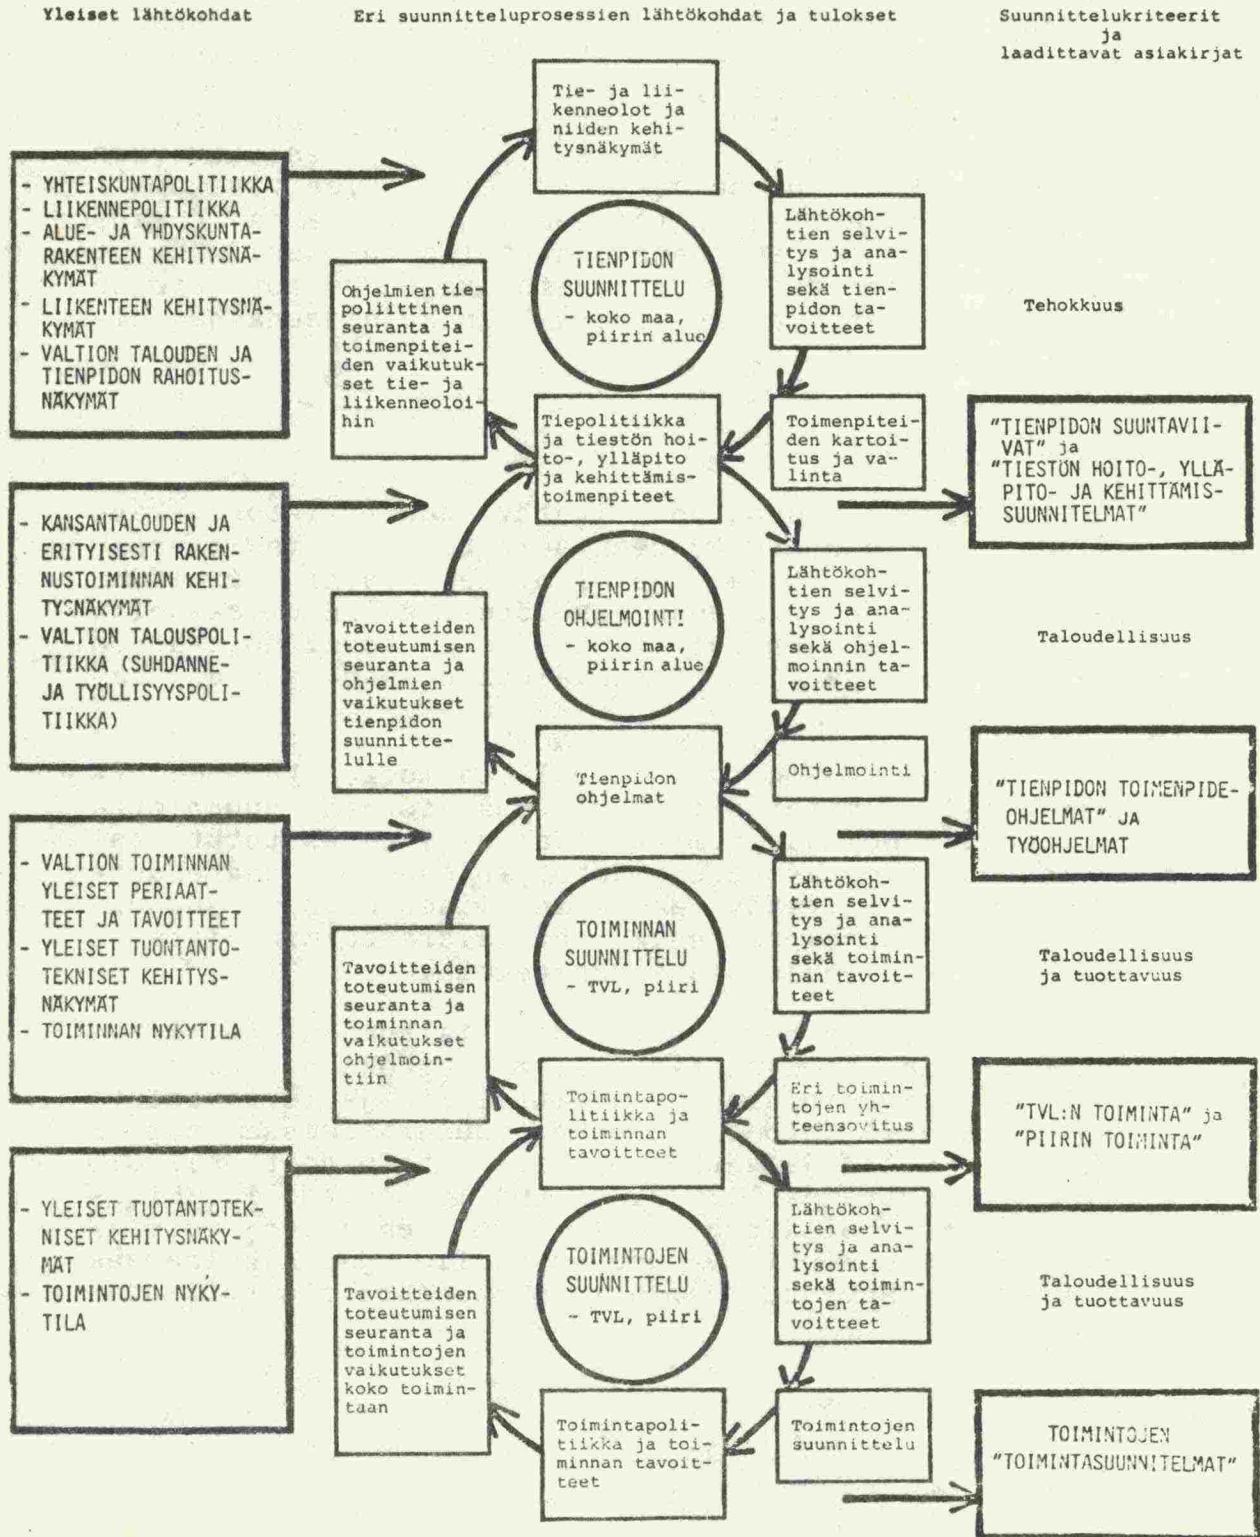 Yleiset lähtökohdat
Eri suunnitteluprosessien lähtökohdat ja tulokset
Suunnittelukriteerit
ja
laadittavat asiakirjat
- YHTEISKUNTAPOLITIIKKA
- LIIKENNEPOLITIIKKA
- ALUE- JA YHDYSKUNTA-
RAKENTEEN KEHITYSNÄ-
KYMÄT
- LIIKENTEEN KEHITYSNÄ-
KYMÄT
- VALTION TALOUDEN JA
TIENPIDON RAHOITUS-
NÄKYMÄT
Tie- ja lii-
kenneolot ja
niiden kehi-
tysnäkymät
TIENPIDON
SUUNNITTELU
- koko maa,
piirin alue
Lähtökoh-
tien selvi-
tys ja ana-
lysointi
sekä tien-
pidon ta-
voitteet
Ohjelmien tie-
poliittinen
seuranta ja
toimenpitei-
den vaikutuk-
set tie- ja
liikenneoloi-
hin
Tehokkuus
Tiepolitiikka
ja tiestön hoi-
to-, ylläpito
ja kehittämis-
toimenpiteet
Toimenpitei-
den kartoi-
tus ja va-
linta
"TIENPIDON SUUNTAVII-
VAT" ja
"TIESTÖN HOITO-, YLLÄ-
PITO- JA KEHITTÄMIS-
SUUNNITELMAT"
- KANSANTALOUDEN JA
ERITYISESTI RAKEN-
NUSTOIMINNAN KEHI-
TYSNÄKYMÄT
- VALTION TALOUSPOLI-
TIIKKA (SUHDANNE-
JA TYÖLLISYYSPOLI-
TIIKKA)
TIENPIDON
OHJELMOINTI
- koko maa,
piirin alue
Lähtökoh-
tien selvi-
tys ja ana-
lysointi
sekä ohjel-
moinnin ta-
voitteet
Tavoitteiden
toteutumisen
seuranta ja
ohjelmien
vaikutukset
tienpidon
suunnitte-
lulle
Taloudellisuus
Tienpidon
ohjelmat
Ohjelmointi
"TIENPIDON TOIMENPIDE-
OHJELMAT" JA
TYÖOHJELMAT
- VALTION TOIMINNAN
YLEISET PERIAAT-
TEET JA TAVOITTEET
- YLEISET TUONTANTO-
TEKNISET KEHITYS-
NÄKYMÄT
- TOIMINNAN NYKYTILA
TOIMINNAN
SUUNNITTELU
- TVL, piiri
Lähtökoh-
tien selvi-
tys ja ana-
lysointi
sekä toimin-
nan tavoit-
teet
Tavoitteiden
toteutumisen
seuranta ja
toiminnan
vaikutukset
ohjelmoin-
tiin
Taloudellisuus
ja tuottavuus
Toimintapo-
litiikka ja
toiminnan
tavoitteet
Eri toimin-
tojen yh-
teensovitus
"TVL:N TOIMINTA" ja
"PIIRIN TOIMINTA"
- YLEISET TUOTANTOTEK-
NISET KEHITYSNÄKY-
MÄT
- TOIMINTOJEN NYKY-
TILA
TOIMINTOJEN
SUUNNITTELU
- TVL, piiri
Lähtökoh-
tien selvi-
tys ja ana-
lysointi
sekä toimin-
tojen ta-
voitteet
Tavoitteiden
toteutumisen
seuranta ja
toimintojen
vaikutukset
koko toimin-
taan
Taloudellisuus
ja tuottavuus
Toimintapoli-
tiikka ja toi-
minnan tavoit-
teet
Toimintojen
suunnittelu
TOIMINTOJEN
"TOIMINTASUUNNITELMAT"